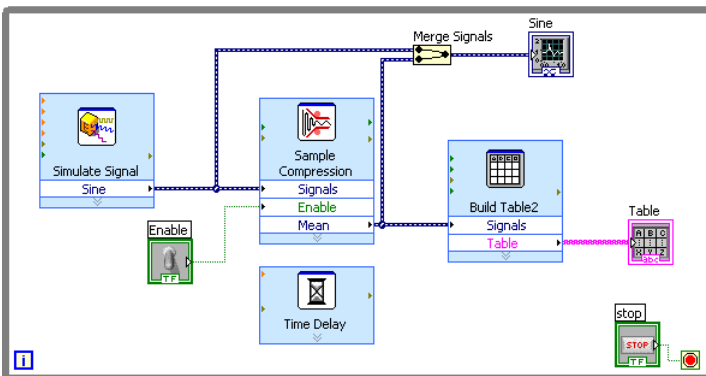 Merge Signals
Sine
Simulate Signal
Sine
Sample
Compression
Signals
Enable
Mean
Build Table2
Signals
Table
Table
A B C
X Y Z
abc
Enable
TF
Time Delay
stop
STOP
TF
i